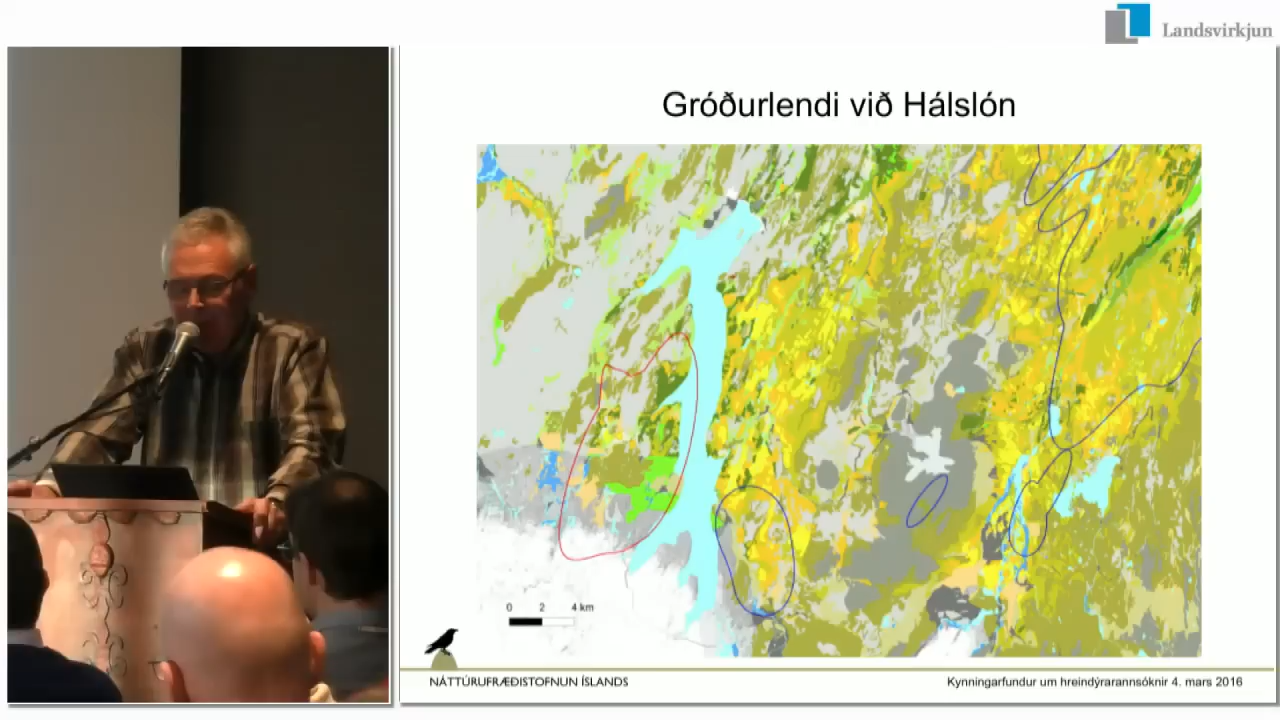 Landsvirkjun
Gróðurlendi við Hálslón
0 2 4 km
NÁTTÚRUFRÆÐISTOFNUN ÍSLANDS
Kynningarfundur um hreindýrarannsóknir 4. mars 2016